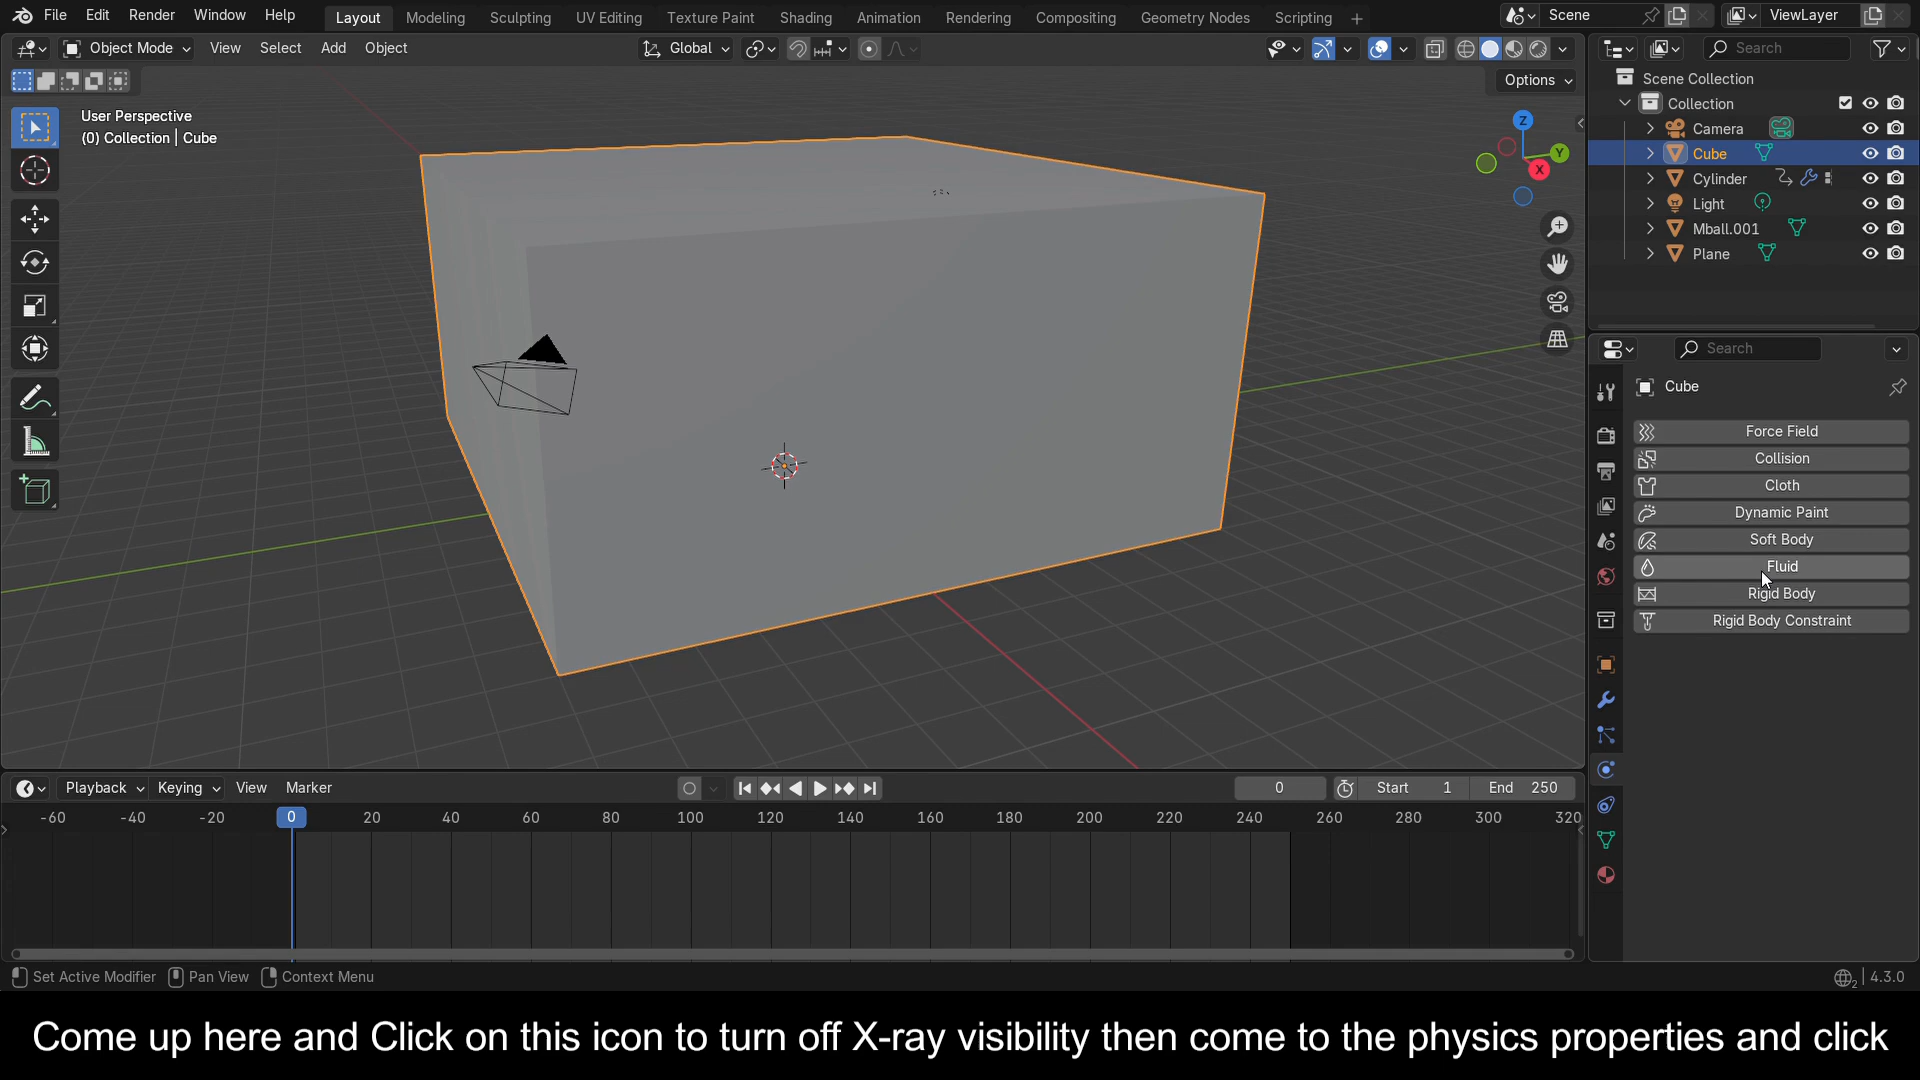 File Edit Render Window Help Layout Modeling Sculpting UV Editing Texture Paint Shading Animation Rendering Compositing Geometry Nodes Scripting Scene ViewLayer
Object Mode View Select Add Object Global Search
Options
User Perspective
(0) Collection | Cube
Z
Y
X
Scene Collection
Collection
Camera
Cube
Cylinder
Light
Mball.001
Plane
Search
Cube
Force Field
Collision
Cloth
Dynamic Paint
Soft Body
Fluid
Rigid Body
Rigid Body Constraint
Playback Keying View Marker 0 Start 1 End 250
-60 -40 -20 0 20 40 60 80 100 120 140 160 180 200 220 240 260 280 300 320
Set Active Modifier Pan View Context Menu 2 4.3.0
Come up here and Click on this icon to turn off X-ray visibility then come to the physics properties and click